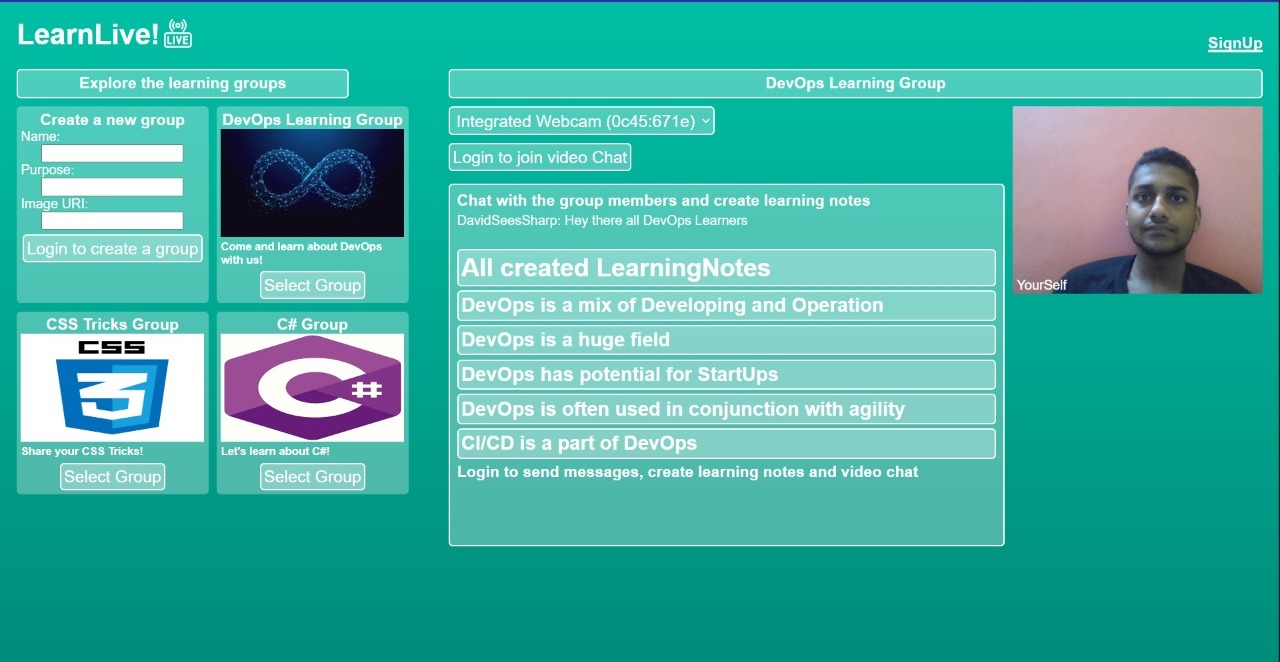 LearnLive!
LIVE
SignUp
Explore the learning groups
Create a new group
Name:
Purpose:
Image URI:
Login to create a group
DevOps Learning Group
Come and learn about DevOps
with us!
Select Group
CSS Tricks Group
CSS
3
Share your CSS Tricks!
Select Group
C# Group
C#
Let's learn about C#!
Select Group
DevOps Learning Group
Integrated Webcam (0c45:671e)
Login to join video Chat
Chat with the group members and create learning notes
DavidSeesSharp: Hey there all DevOps Learners
All created LearningNotes
DevOps is a mix of Developing and Operation
DevOps is a huge field
DevOps has potential for StartUps
DevOps is often used in conjunction with agility
CI/CD is a part of DevOps
Login to send messages, create learning notes and video chat
YourSelf